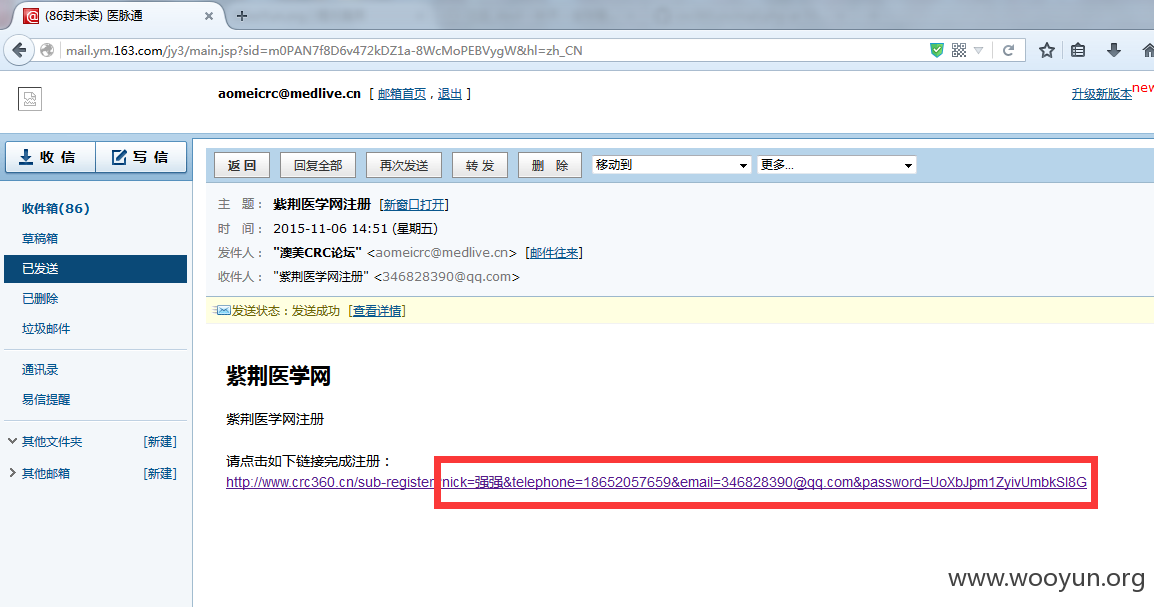 (86封未读) 医脉通
mail.ym.163.com/jy3/main.jsp?sid=m0PAN7f8D6v472kDZ1a-8WcMoPEBVygW&hl=zh_CN
aomeicrc@medlive.cn [ 邮箱首页 , 退出 ]
升级新版本 new
收 信 写 信
返 回 回复全部 再次发送 转 发 删 除 移动到 更多...
收件箱(86)
草稿箱
已发送
已删除
垃圾邮件
通讯录
易信提醒
其他文件夹 [新建]
其他邮箱 [新建]
主 题： 紫荆医学网注册 [新窗口打开]
时 间： 2015-11-06 14:51 (星期五)
发件人： "澳美CRC论坛" <aomeicrc@medlive.cn> [邮件往来]
收件人： "紫荆医学网注册" <346828390@qq.com>
发送状态：发送成功 [查看详情]
紫荆医学网
紫荆医学网注册
请点击如下链接完成注册：
http://www.crc360.cn/sub-register/nick=强强&telephone=18652057659&email=346828390@qq.com&password=UoXbJpm1ZyivUmbkSl8G
www.wooyun.org